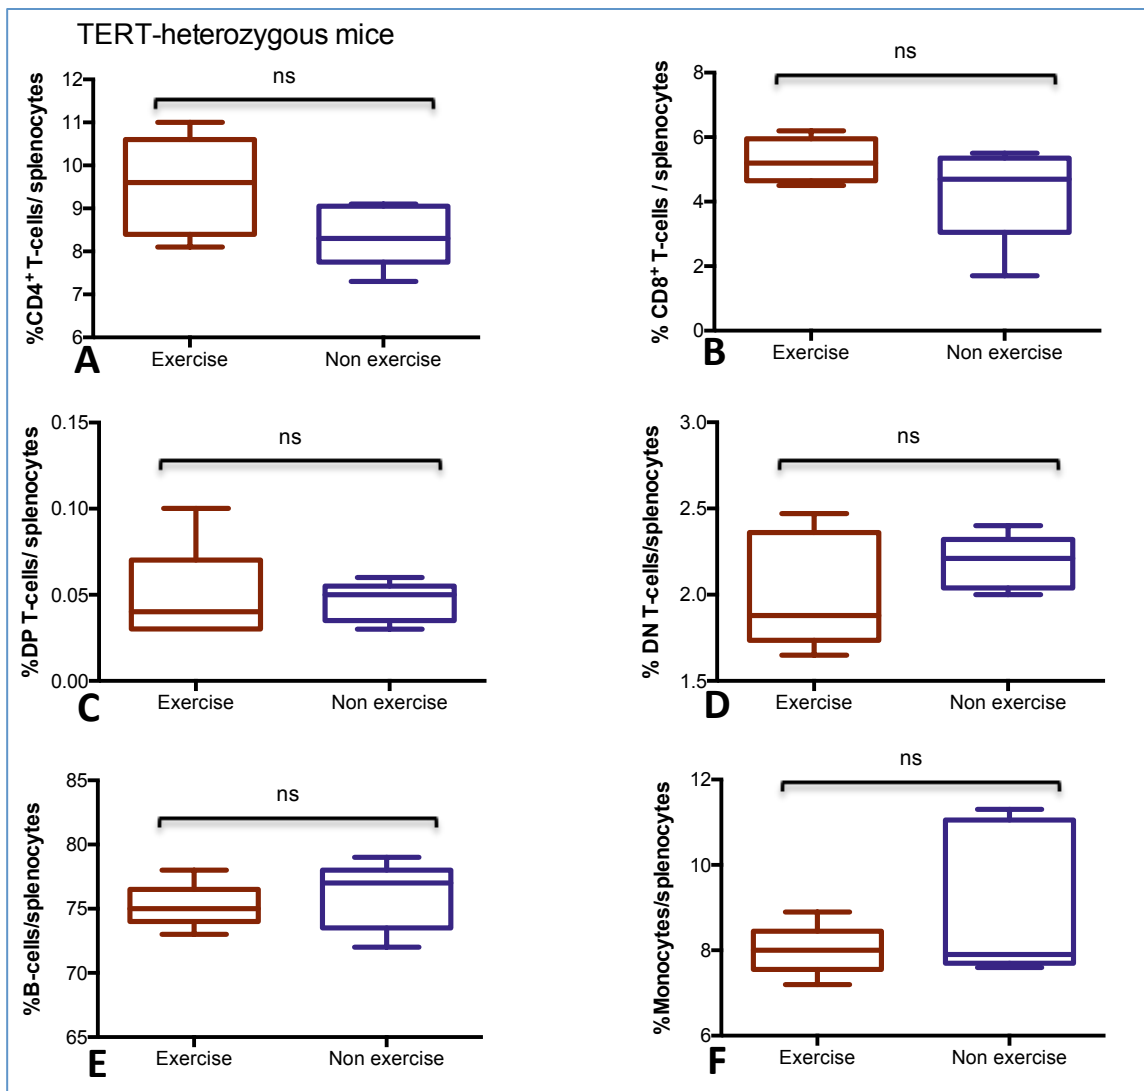 TERT-heterozygous mice
ns
%CD4+ T-cells/ splenocytes
12
11
10
9
8
7
6
Exercise
Non exercise
A
ns
% CD8+ T-cells / splenocytes
8
6
4
2
0
Exercise
Non exercise
B
ns
%DP T-cells/ splenocytes
0.15
0.10
0.05
0.00
Exercise
Non exercise
C
ns
% DN T-cells/splenocytes
3.0
2.5
2.0
1.5
Exercise
Non exercise
D
ns
%B-cells/splenocytes
85
80
75
70
65
Exercise
Non exercise
E
ns
%Monocytes/splenocytes
12
10
8
6
Exercise
Non exercise
F